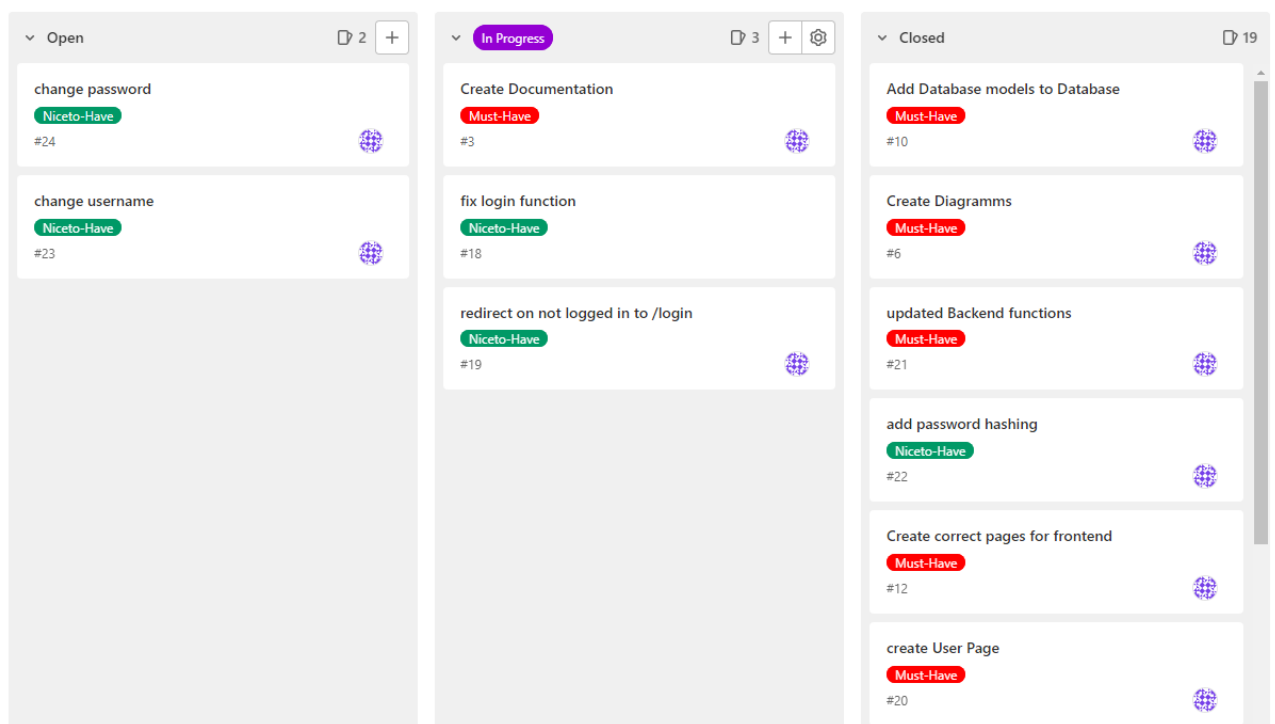 Open 2
change password
Niceto-Have
#24
change username
Niceto-Have
#23
In Progress 3
Create Documentation
Must-Have
#3
fix login function
Niceto-Have
#18
redirect on not logged in to /login
Niceto-Have
#19
Closed 19
Add Database models to Database
Must-Have
#10
Create Diagramms
Must-Have
#6
updated Backend functions
Must-Have
#21
add password hashing
Niceto-Have
#22
Create correct pages for frontend
Must-Have
#12
create User Page
Must-Have
#20